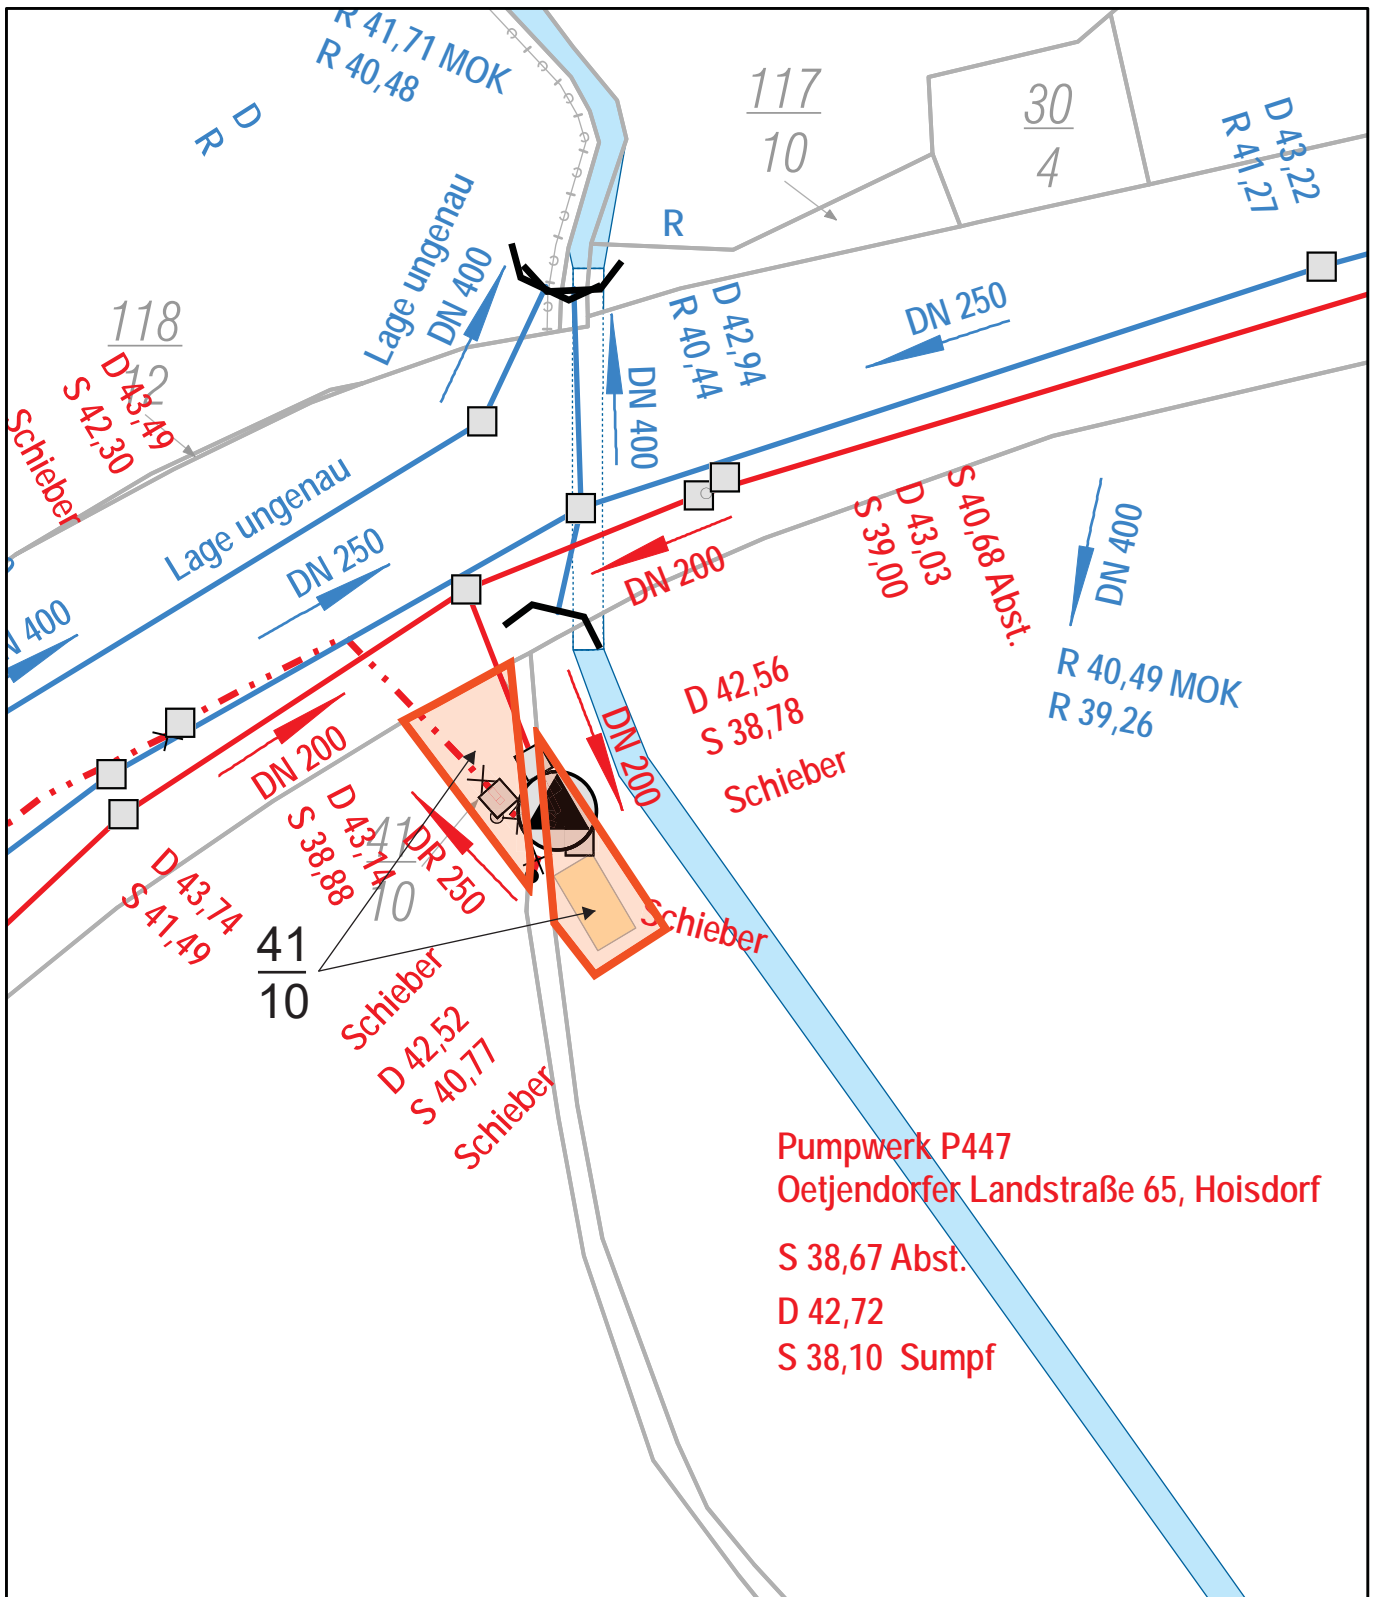 R 41,71 MOK
R 40,48
D
R
117
10
30
4
D 43,22
R 41,27
R
Lage ungenau
DN 400
118
12
D 43,49
S 42,30
Schieber
DN 250
D 42,94
R 40,44
DN 400
Lage ungenau
DN 250
DN 200
S 40,68 Abst.
D 43,03
S 39,00
DN 400
R 40,49 MOK
R 39,26
N 400
D 42,56
S 38,78
Schieber
DN 200
DN 200
D 43,74
S 41,49
D 43,14
S 38,88
41
10
DR 250
41
10
Schieber
Schieber
D 42,52
S 40,77
Schieber
Pumpwerk P447
Oetjendorfer Landstraße 65, Hoisdorf
S 38,67 Abst.
D 42,72
S 38,10 Sumpf